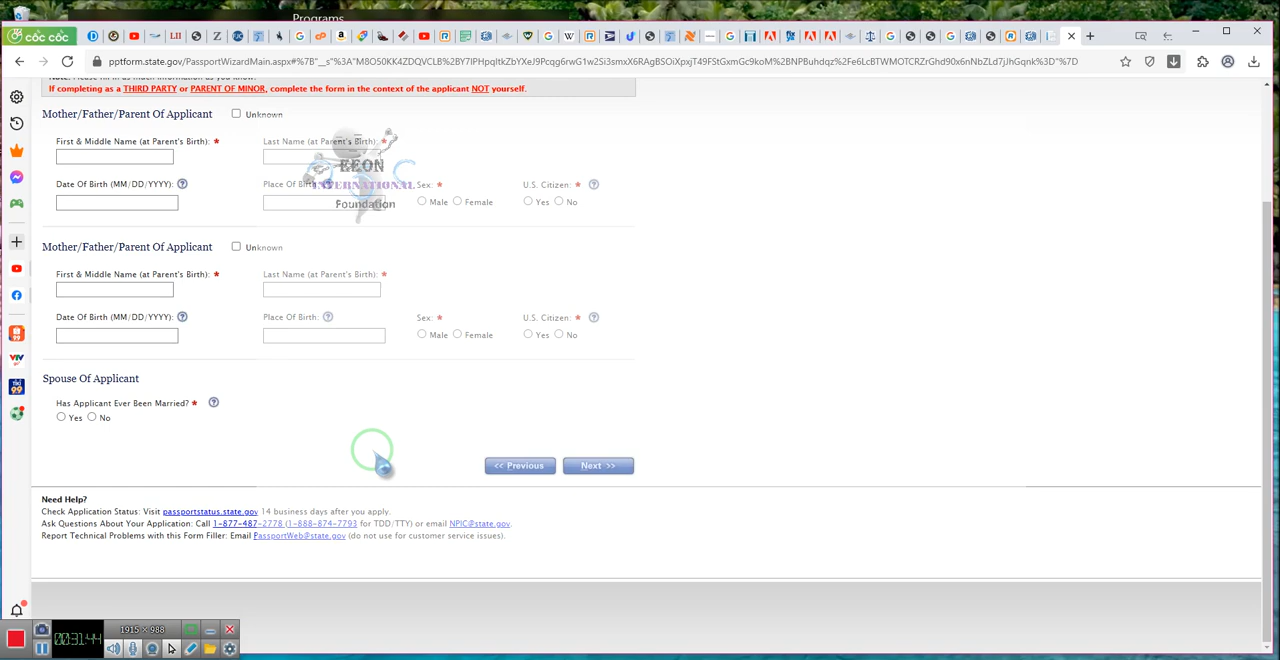 Programs
cốc cốc
pptform.state.gov/PassportWizardMain.aspx#%7B"__s"%3A"M8O50KK4ZDQVCLB%2BY7IPHpqltkZbYXeJ9Pcqg6rwG1w2Si3smsX6RAgBSOiXpxjT49FStGxmGc9koM%2BNPBuhdqz%2Fe6LcBTWMOTCRZrGhd90x6nNbZLd7jJhGqnk%3D"%7D
If completing as a THIRD PARTY or PARENT OF MINOR, complete the form in the context of the applicant NOT yourself.
Mother/Father/Parent Of Applicant Unknown
First & Middle Name (at Parent's Birth): * Last Name (at Parent's Birth): *
EEON
INTERNATIONAL
Foundation
Date Of Birth (MM/DD/YYYY): Place Of Birth: Sex: * U.S. Citizen: *
Male Female Yes No
Mother/Father/Parent Of Applicant Unknown
First & Middle Name (at Parent's Birth): * Last Name (at Parent's Birth): *
Date Of Birth (MM/DD/YYYY): Place Of Birth: Sex: * U.S. Citizen: *
Male Female Yes No
Spouse Of Applicant
Has Applicant Ever Been Married? *
Yes No
<< Previous Next >>
Need Help?
Check Application Status: Visit passportstatus.state.gov 14 business days after you apply.
Ask Questions About Your Application: Call 1-877-487-2778 (1-888-874-7793 for TDD/TTY) or email NPIC@state.gov.
Report Technical Problems with this Form Filler: Email PassportWeb@state.gov (do not use for customer service issues).
00:31:44
1915 x 988